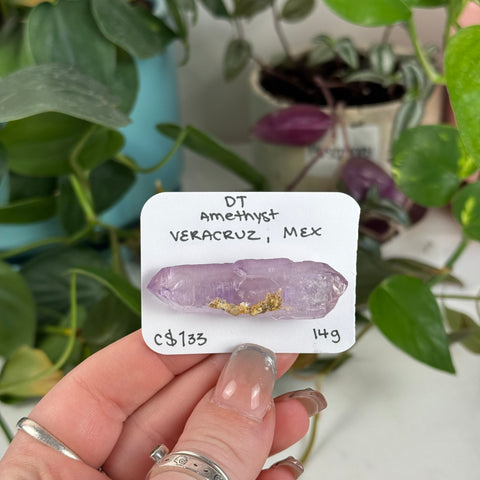 DT
Amethyst
VERACRUZ, MEX
C$133
14g